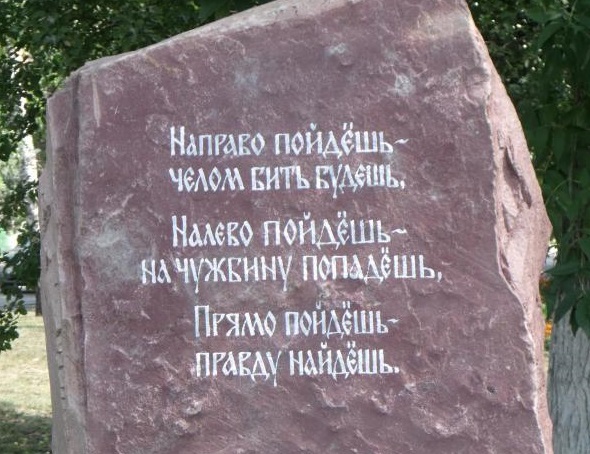 Направо пойдёшь-
челом бить будешь,
Налево пойдёшь-
на чужбину попадёшь,
Прямо пойдёшь-
правду найдёшь.